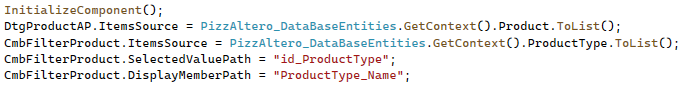 InitializeComponent();
DtgProductAP.ItemsSource = PizzAltero_DataBaseEntities.GetContext().Product.ToList();
CmbFilterProduct.ItemsSource = PizzAltero_DataBaseEntities.GetContext().ProductType.ToList();
CmbFilterProduct.SelectedValuePath = "id_ProductType";
CmbFilterProduct.DisplayMemberPath = "ProductType_Name";